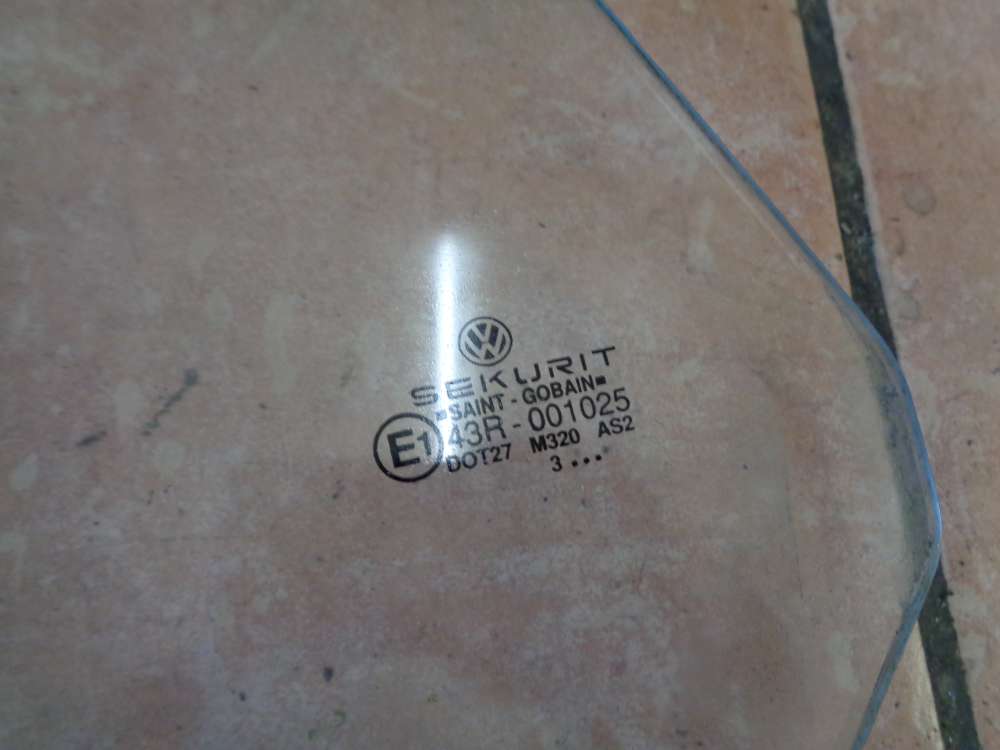 SEKURIT
SAINT-GOBAIN
E1 43R-001025
DOT27 M320 AS2
3 •••